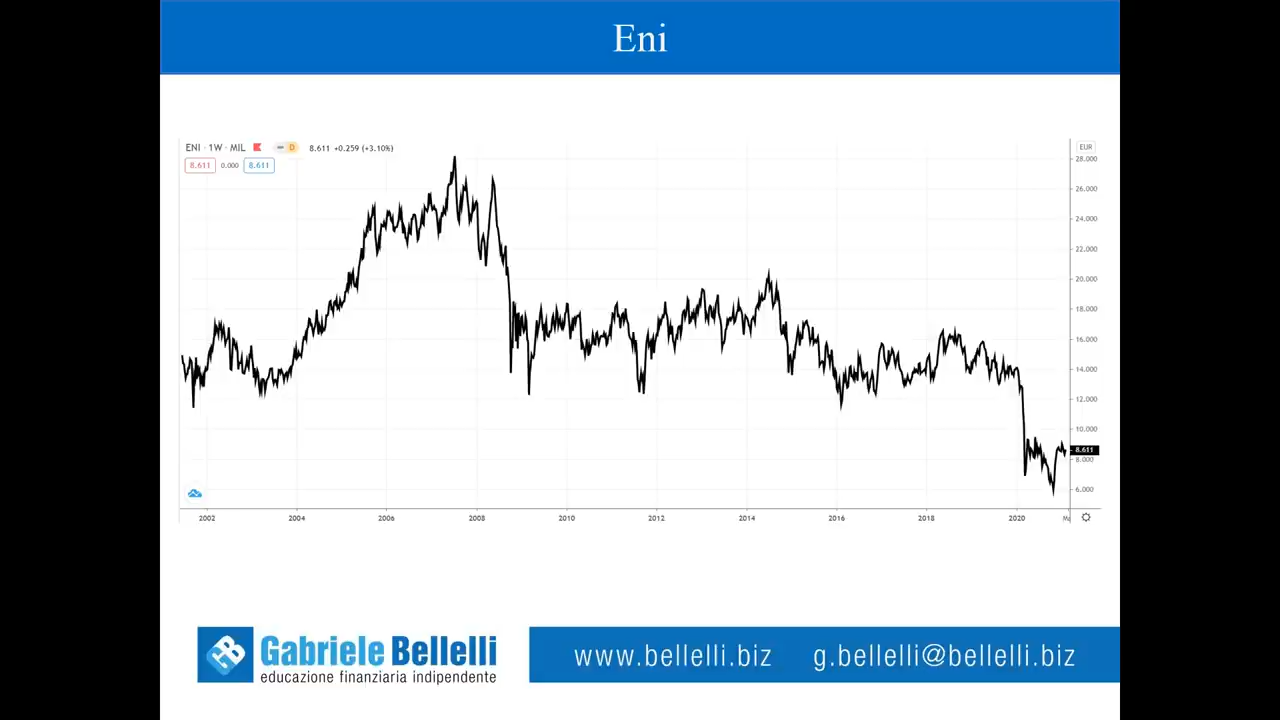 Eni
ENI · 1W · MIL D 8.611 +0.259 (+3.10%)
8.611 0.000 8.611
EUR
28.000
26.000
24.000
22.000
20.000
18.000
16.000
14.000
12.000
10.000
8.611
8.000
6.000
2002 2004 2006 2008 2010 2012 2014 2016 2018 2020
Gabriele Bellelli
educazione finanziaria indipendente
www.bellelli.biz g.bellelli@bellelli.biz